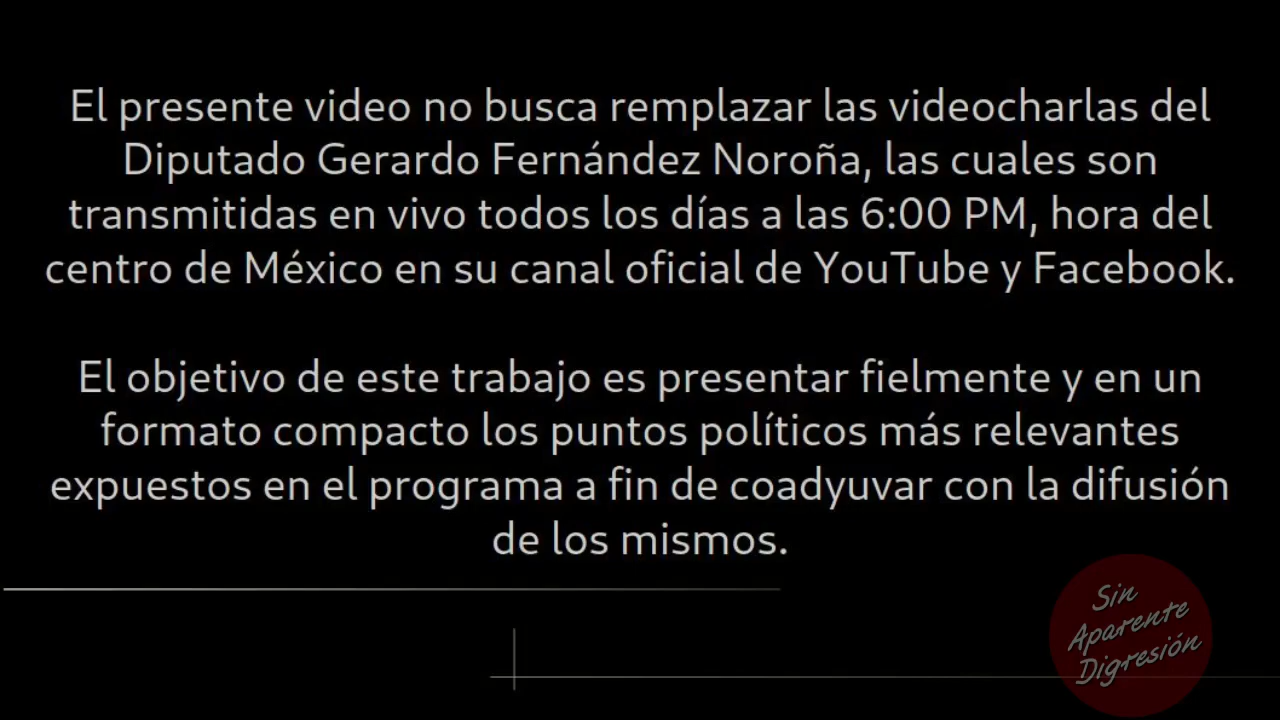 El presente video no busca remplazar las videocharlas del
Diputado Gerardo Fernández Noroña, las cuales son
transmitidas en vivo todos los días a las 6:00 PM, hora del
centro de México en su canal oficial de YouTube y Facebook.
El objetivo de este trabajo es presentar fielmente y en un
formato compacto los puntos políticos más relevantes
expuestos en el programa a fin de coadyuvar con la difusión
de los mismos.
Sin
Aparente
Digresión